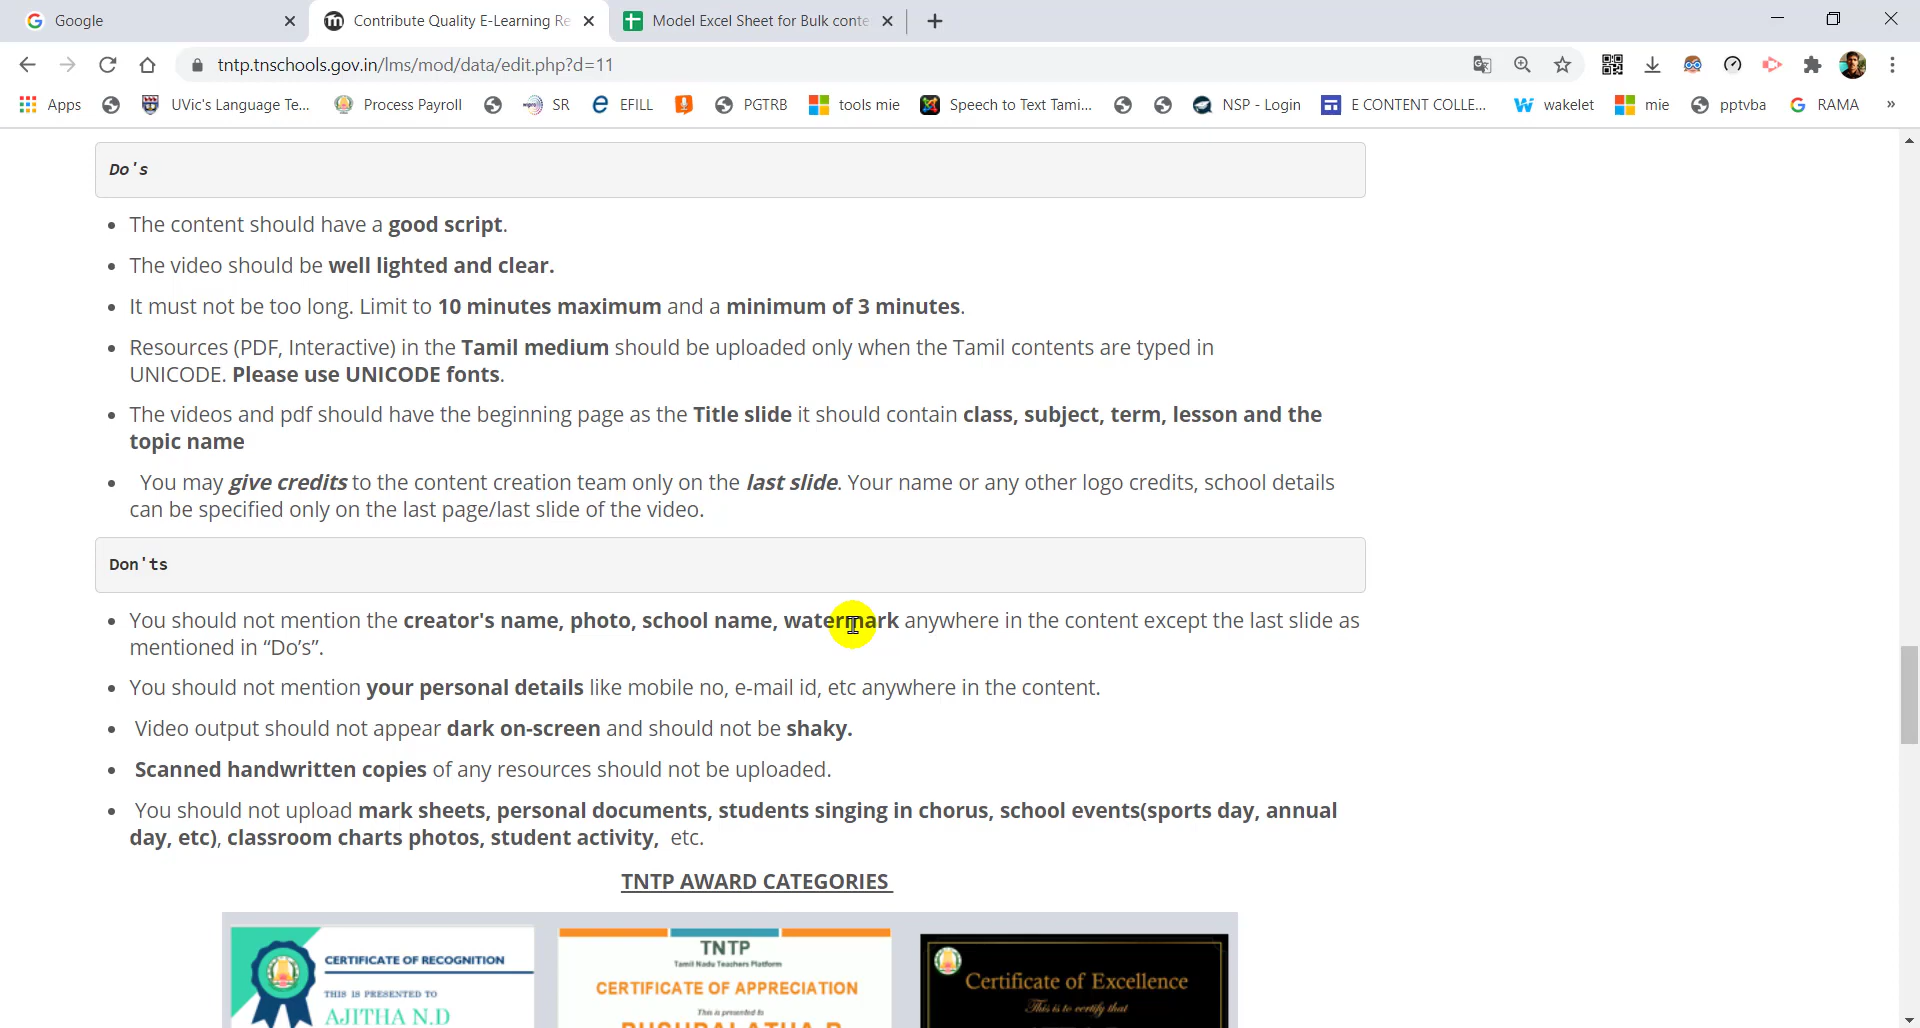 Google
Contribute Quality E-Learning Re
Model Excel Sheet for Bulk conte
tntp.tnschools.gov.in/lms/mod/data/edit.php?d=11
Apps
UVic's Language Te...
Process Payroll
SR
EFILL
PGTRB
tools mie
Speech to Text Tami...
NSP - Login
E CONTENT COLLE...
wakelet
mie
pptvba
RAMA
»
Do's
• The content should have a good script.
• The video should be well lighted and clear.
• It must not be too long. Limit to 10 minutes maximum and a minimum of 3 minutes.
• Resources (PDF, Interactive) in the Tamil medium should be uploaded only when the Tamil contents are typed in
UNICODE. Please use UNICODE fonts.
• The videos and pdf should have the beginning page as the Title slide it should contain class, subject, term, lesson and the
topic name
• You may give credits to the content creation team only on the last slide. Your name or any other logo credits, school details
can be specified only on the last page/last slide of the video.
Don'ts
• You should not mention the creator's name, photo, school name, watermark anywhere in the content except the last slide as
mentioned in “Do’s”.
• You should not mention your personal details like mobile no, e-mail id, etc anywhere in the content.
• Video output should not appear dark on-screen and should not be shaky.
• Scanned handwritten copies of any resources should not be uploaded.
• You should not upload mark sheets, personal documents, students singing in chorus, school events(sports day, annual
day, etc), classroom charts photos, student activity, etc.
TNTP AWARD CATEGORIES
CERTIFICATE OF RECOGNITION
THIS IS PRESENTED TO
AJITHA N.D
TNTP
Tamil Nadu Teachers Platform
CERTIFICATE OF APPRECIATION
This is presented to
Certificate of Excellence
This is to certify that